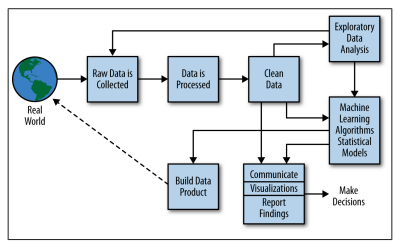 Exploratory
Data
Analysis
Raw Data is
Collected
Data is
Processed
Clean
Data
Real
World
Machine
Learning
Algorithms
Statistical
Models
Build Data
Product
Communicate
Visualizations
Report
Findings
Make
Decisions